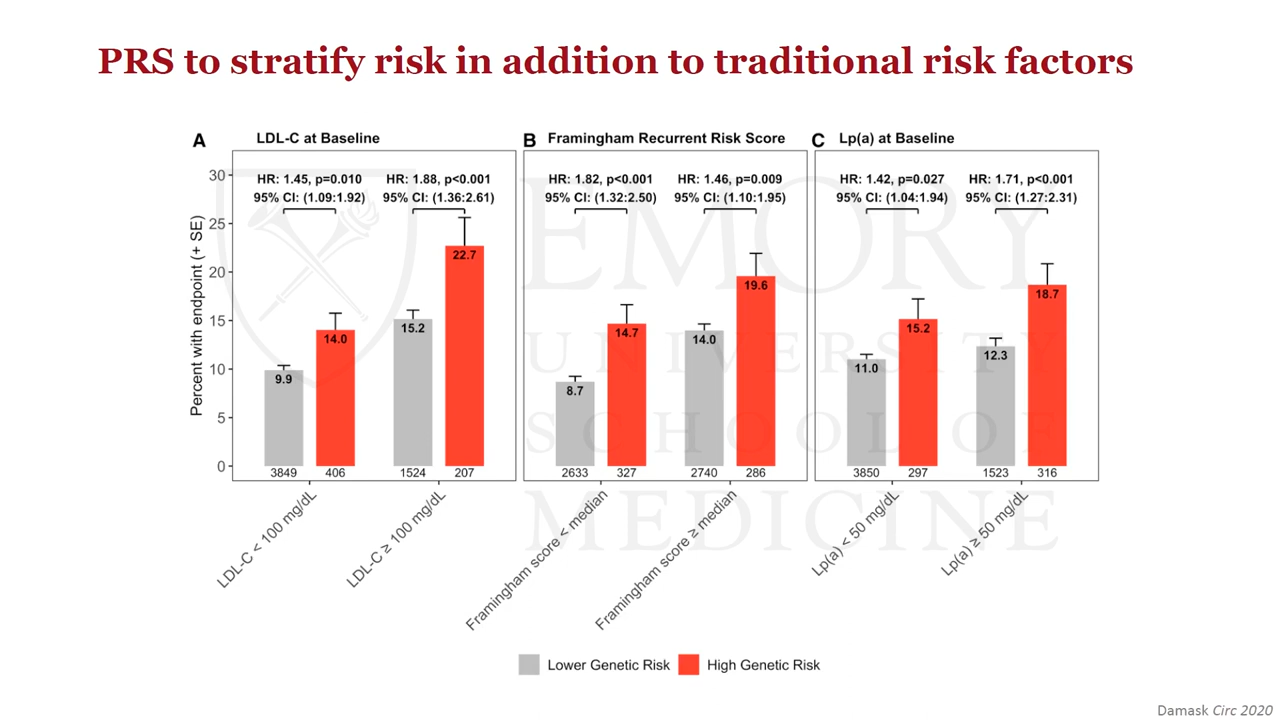 PRS to stratify risk in addition to traditional risk factors
A LDL-C at Baseline
HR: 1.45, p=0.010 HR: 1.88, p<0.001
95% CI: (1.09:1.92) 95% CI: (1.36:2.61)
B Framingham Recurrent Risk Score
HR: 1.82, p<0.001 HR: 1.46, p=0.009
95% CI: (1.32:2.50) 95% CI: (1.10:1.95)
C Lp(a) at Baseline
HR: 1.42, p=0.027 HR: 1.71, p<0.001
95% CI: (1.04:1.94) 95% CI: (1.27:2.31)
Percent with endpoint (+ SE)
30
25
20
15
10
5
0
9.9 14.0 15.2 22.7
3849 406 1524 207
8.7 14.7 14.0 19.6
2633 327 2740 286
11.0 15.2 12.3 18.7
3850 297 1523 316
LDL-C < 100 mg/dL
LDL-C ≥ 100 mg/dL
Framingham score < median
Framingham score ≥ median
Lp(a) < 50 mg/dL
Lp(a) ≥ 50 mg/dL
EMORY
UNIVERSITY
SCHOOL OF
MEDICINE
Lower Genetic Risk High Genetic Risk
Damask Circ 2020